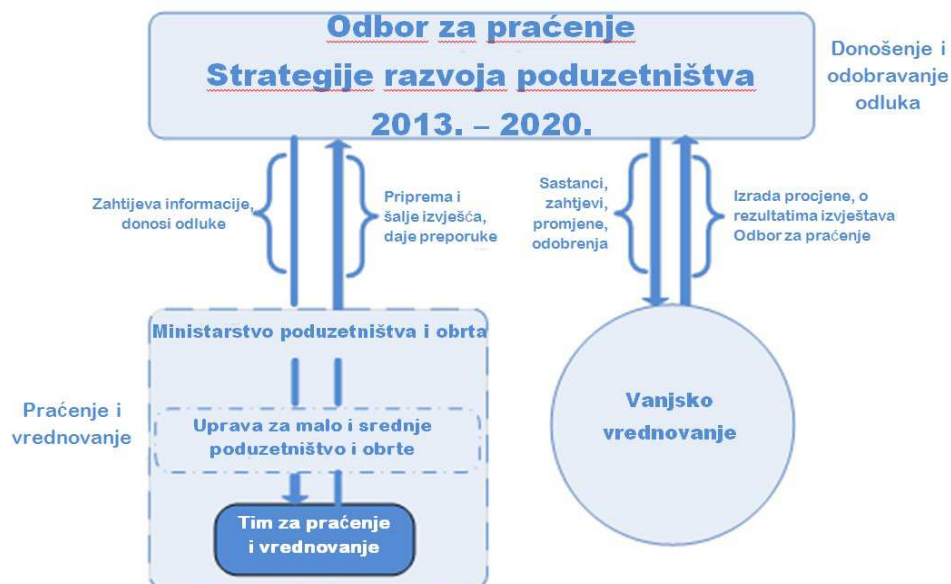 Odbor za praćenje
Strategije razvoja poduzetništva
2013. – 2020.
Donošenje i
odobravanje
odluka
Zahtijeva informacije,
donosi odluke
Priprema i
šalje izvješća,
daje preporuke
Sastanci,
zahtjevi,
promjene,
odobrenja
Izrada procjene, o
rezultatima izvještava
Odbor za praćenje
Ministarstvo poduzetništva i obrta
Praćenje i
vrednovanje
Uprava za malo i srednje
poduzetništvo i obrte
Tim za praćenje
i vrednovanje
Vanjsko
vrednovanje